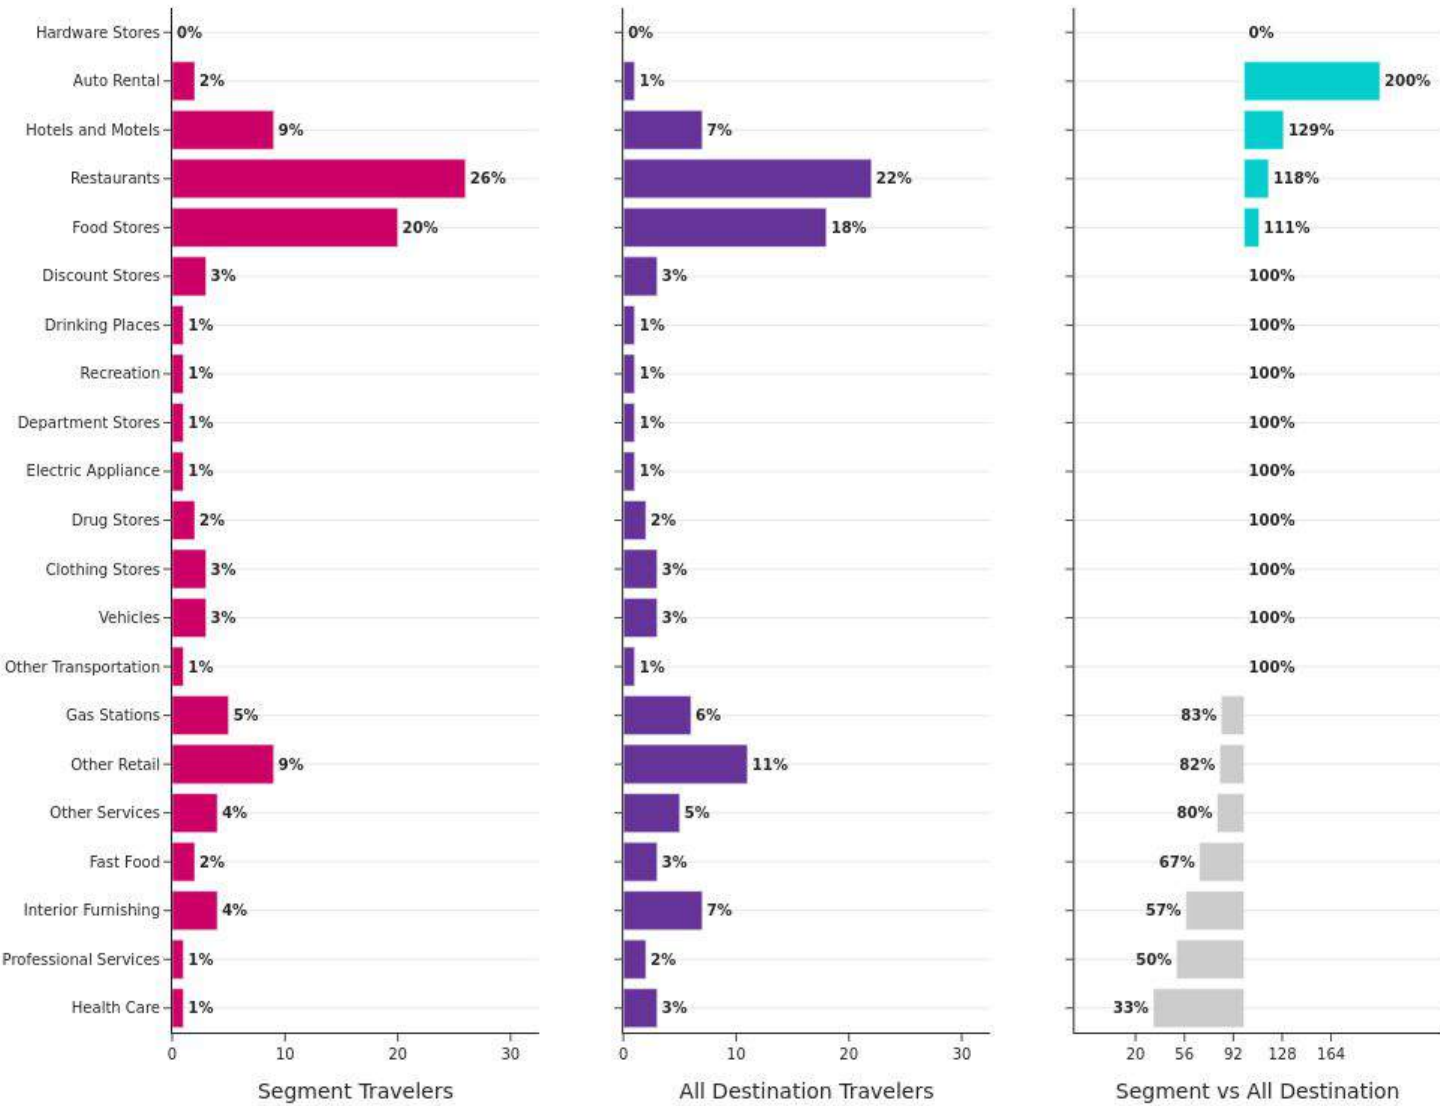 Hardware Stores 0% 0% 0%
Auto Rental 2% 1% 200%
Hotels and Motels 9% 7% 129%
Restaurants 26% 22% 118%
Food Stores 20% 18% 111%
Discount Stores 3% 3% 100%
Drinking Places 1% 1% 100%
Recreation 1% 1% 100%
Department Stores 1% 1% 100%
Electric Appliance 1% 1% 100%
Drug Stores 2% 2% 100%
Clothing Stores 3% 3% 100%
Vehicles 3% 3% 100%
Other Transportation 1% 1% 100%
Gas Stations 5% 6% 83%
Other Retail 9% 11% 82%
Other Services 4% 5% 80%
Fast Food 2% 3% 67%
Interior Furnishing 4% 7% 57%
Professional Services 1% 2% 50%
Health Care 1% 3% 33%
0 10 20 30 0 10 20 30 20 56 92 128 164
Segment Travelers All Destination Travelers Segment vs All Destination